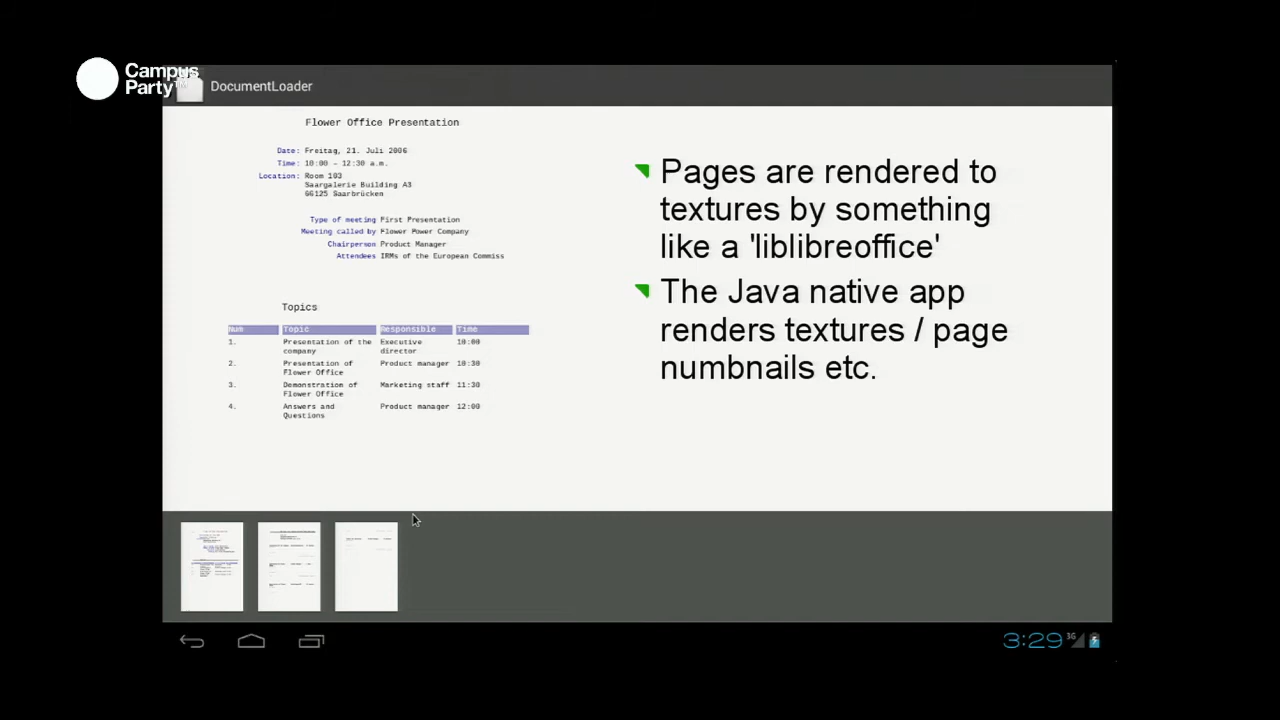 Campus
Party™
DocumentLoader
Flower Office Presentation
Date: Freitag, 21. Juli 2006
Time: 10:00 – 12:30 a.m.
Location: Room 103
Saargalerie Building A3
66125 Saarbrücken
Type of meeting First Presentation
Meeting called by Flower Power Company
Chairperson Product Manager
Attendees IRMs of the European Commiss
Topics
Num Topic Responsible Time
1. Presentation of the Executive 10:00
company director
2. Presentation of Product manager 10:30
Flower Office
3. Demonstration of Marketing staff 11:30
Flower Office
4. Answers and Product manager 12:00
Questions
Pages are rendered to
textures by something
like a 'liblibreoffice'
The Java native app
renders textures / page
numbnails etc.
3:29 3G